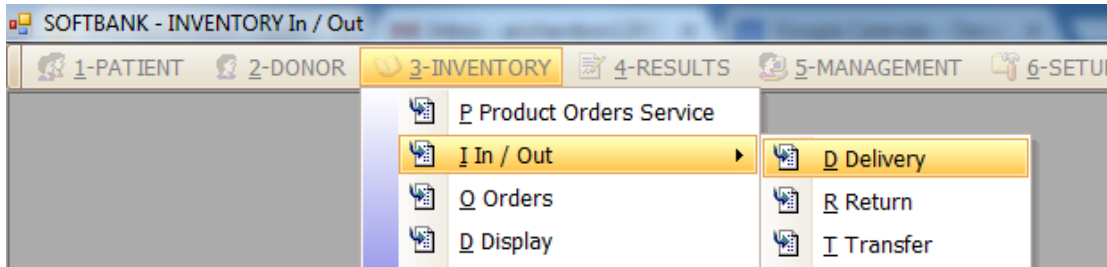 SOFTBANK - INVENTORY In / Out
1-PATIENT 2-DONOR 3-INVENTORY 4-RESULTS 5-MANAGEMENT 6-SETU
P Product Orders Service
I In / Out
D Delivery
O Orders
R Return
D Display
T Transfer